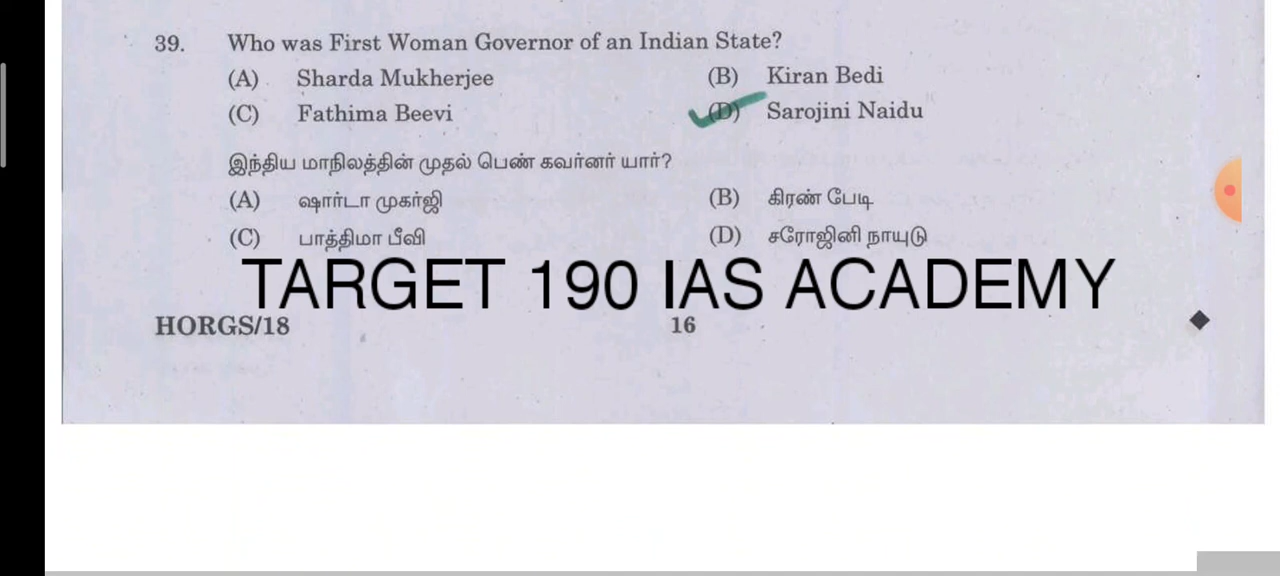 39. Who was First Woman Governor of an Indian State?
(A) Sharda Mukherjee (B) Kiran Bedi
(C) Fathima Beevi (D) Sarojini Naidu
இந்திய மாநிலத்தின் முதல் பெண் கவர்னர் யார்?
(A) ஷார்டா முகர்ஜி (B) கிரண் பேடி
(C) பாத்திமா பீவி (D) சரோஜினி நாயுடு
TARGET 190 IAS ACADEMY
HORGS/18 16